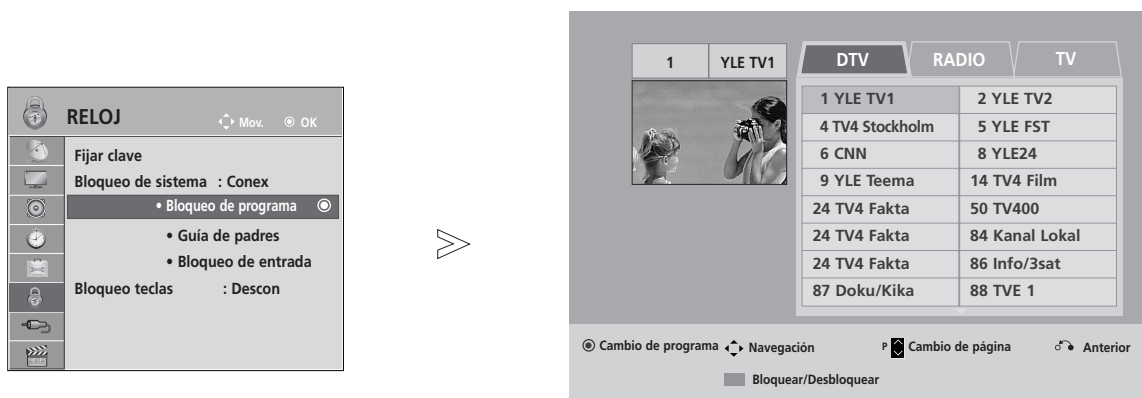 RELOJ
Mov. OK
Fijar clave
Bloqueo de sistema : Conex
• Bloqueo de programa
• Guía de padres
• Bloqueo de entrada
Bloqueo teclas : Descon
1 YLE TV1
DTV RADIO TV
1 YLE TV1 2 YLE TV2
4 TV4 Stockholm 5 YLE FST
6 CNN 8 YLE24
9 YLE Teema 14 TV4 Film
24 TV4 Fakta 50 TV400
24 TV4 Fakta 84 Kanal Lokal
24 TV4 Fakta 86 Info/3sat
87 Doku/Kika 88 TVE 1
Cambio de programa Navegación P Cambio de página Anterior
Bloquear/Desbloquear